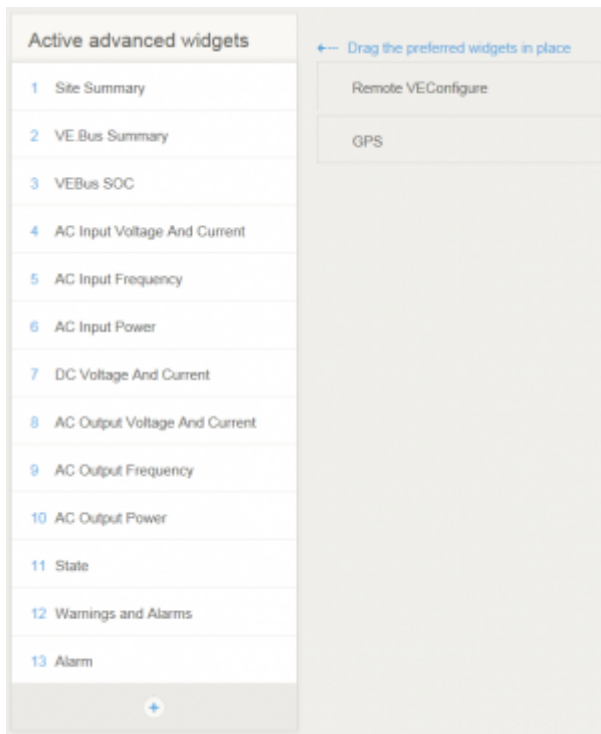 Active advanced widgets
1 Site Summary
2 VE.Bus Summary
3 VEBus SOC
4 AC Input Voltage And Current
5 AC Input Frequency
6 AC Input Power
7 DC Voltage And Current
8 AC Output Voltage And Current
9 AC Output Frequency
10 AC Output Power
11 State
12 Warnings and Alarms
13 Alarm
+
Drag the preferred widgets in place
Remote VEConfigure
GPS